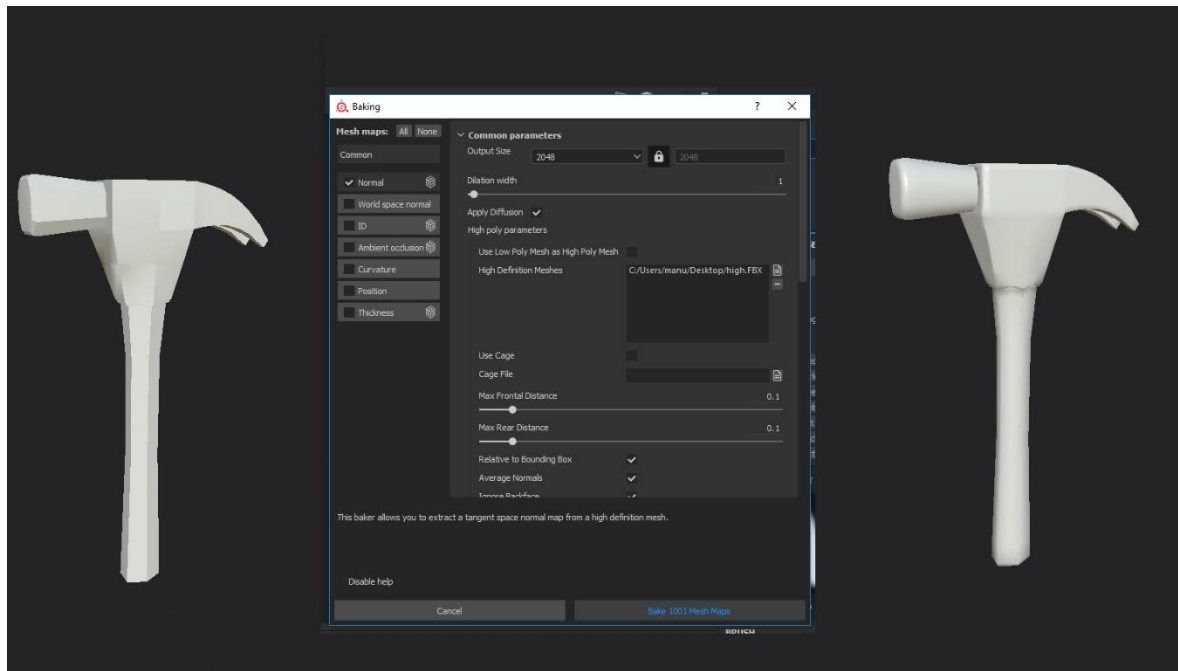 Baking ? ×
Mesh maps: All None
Common
Normal
World space normal
ID
Ambient occlusion
Curvature
Position
Thickness
Common parameters
Output Size 2048 2048
Dilation width 1
Apply Diffusion
High poly parameters
Use Low Poly Mesh as High Poly Mesh
High Definition Meshes C:/Users/manu/Desktop/high.FBX
Use Cage
Cage File
Max Frontal Distance 0.1
Max Rear Distance 0.1
Relative to Bounding Box
Average Normals
Ignore Backface
This baker allows you to extract a tangent space normal map from a high definition mesh.
Disable help
Cancel
Bake 1001 Mesh Maps
BRUSH